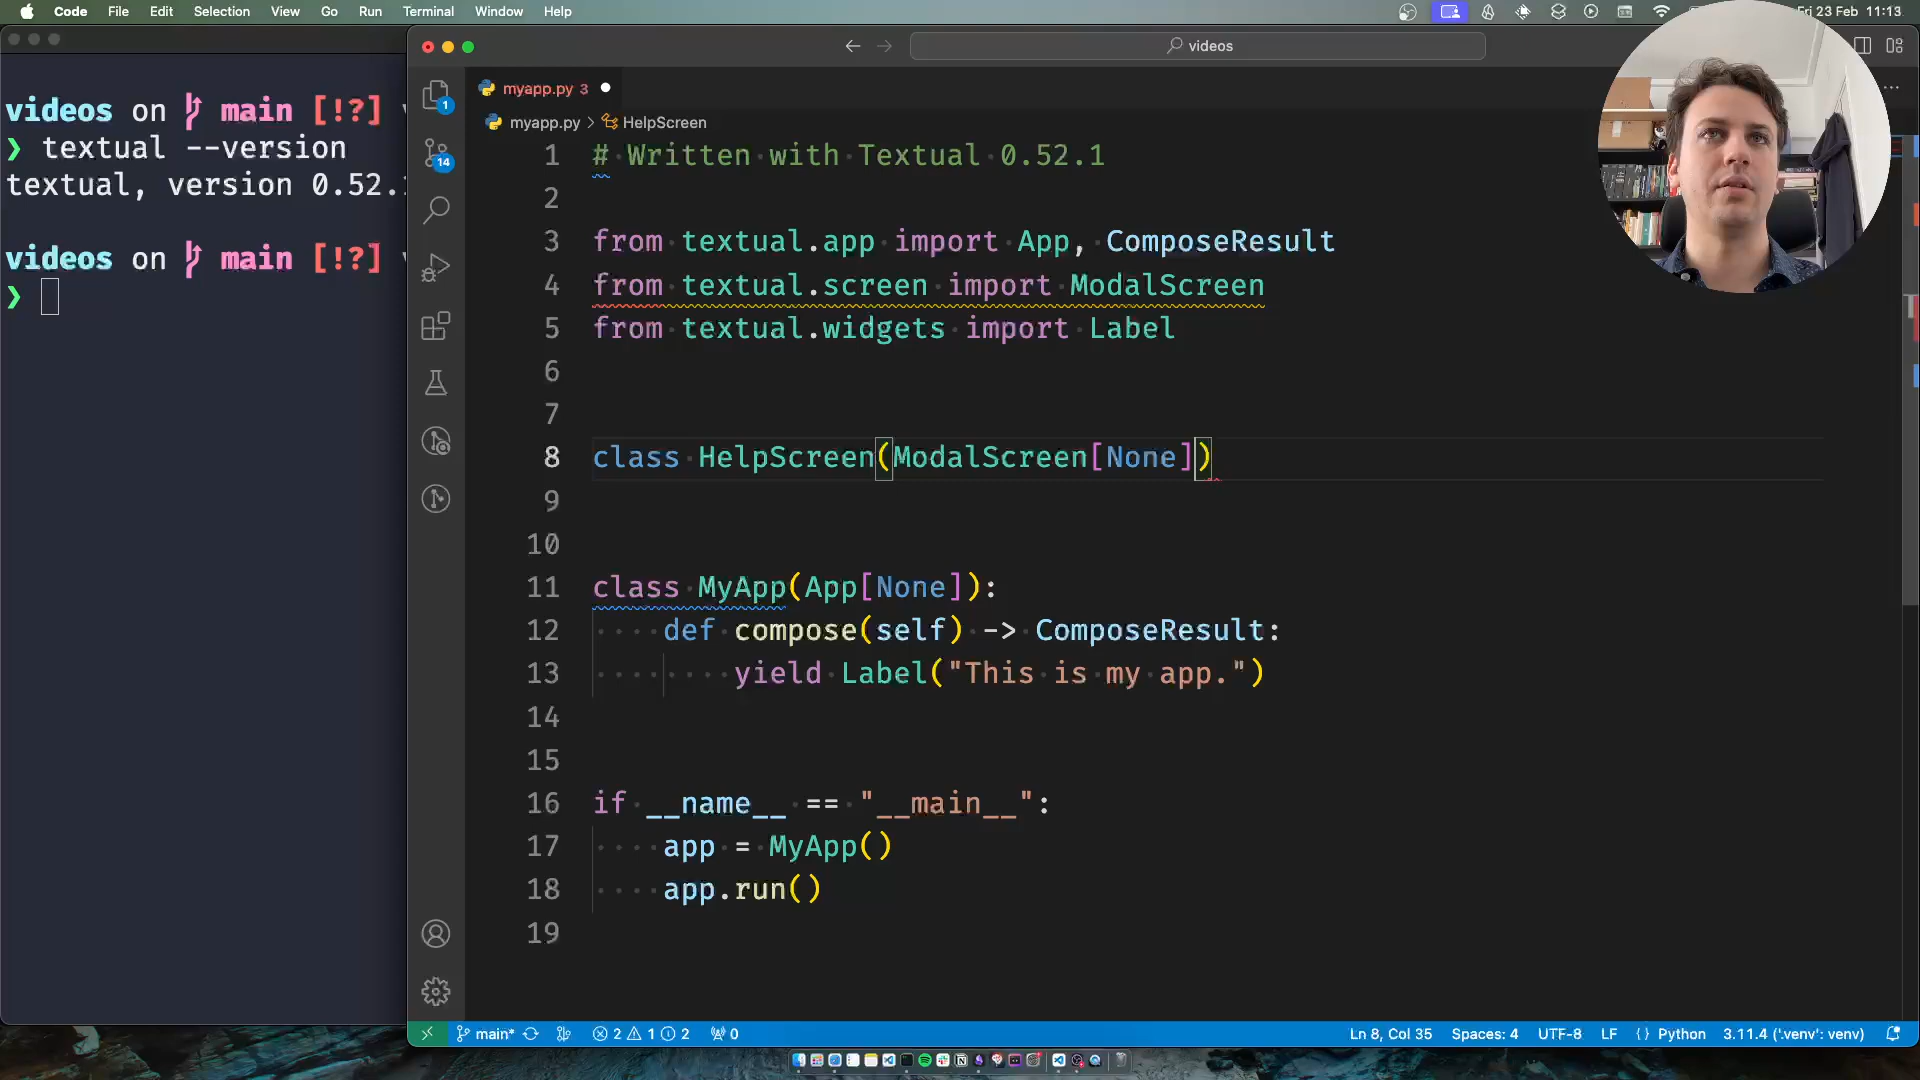 Code File Edit Selection View Go Run Terminal Window Help
Fri 23 Feb 11:13
videos on main [!?]
❯ textual --version
textual, version 0.52.
videos on main [!?]
❯
videos
myapp.py 3
myapp.py > HelpScreen
1
14
1 # Written with Textual 0.52.1
2
3 from textual.app import App, ComposeResult
4 from textual.screen import ModalScreen
5 from textual.widgets import Label
6
7
8 class HelpScreen(ModalScreen[None])
9
10
11 class MyApp(App[None]):
12 def compose(self) -> ComposeResult:
13 yield Label("This is my app.")
14
15
16 if __name__ == "__main__":
17 app = MyApp()
18 app.run()
19
main* 2 1 2 0 Ln 8, Col 35 Spaces: 4 UTF-8 LF { } Python 3.11.4 ('.venv': venv)